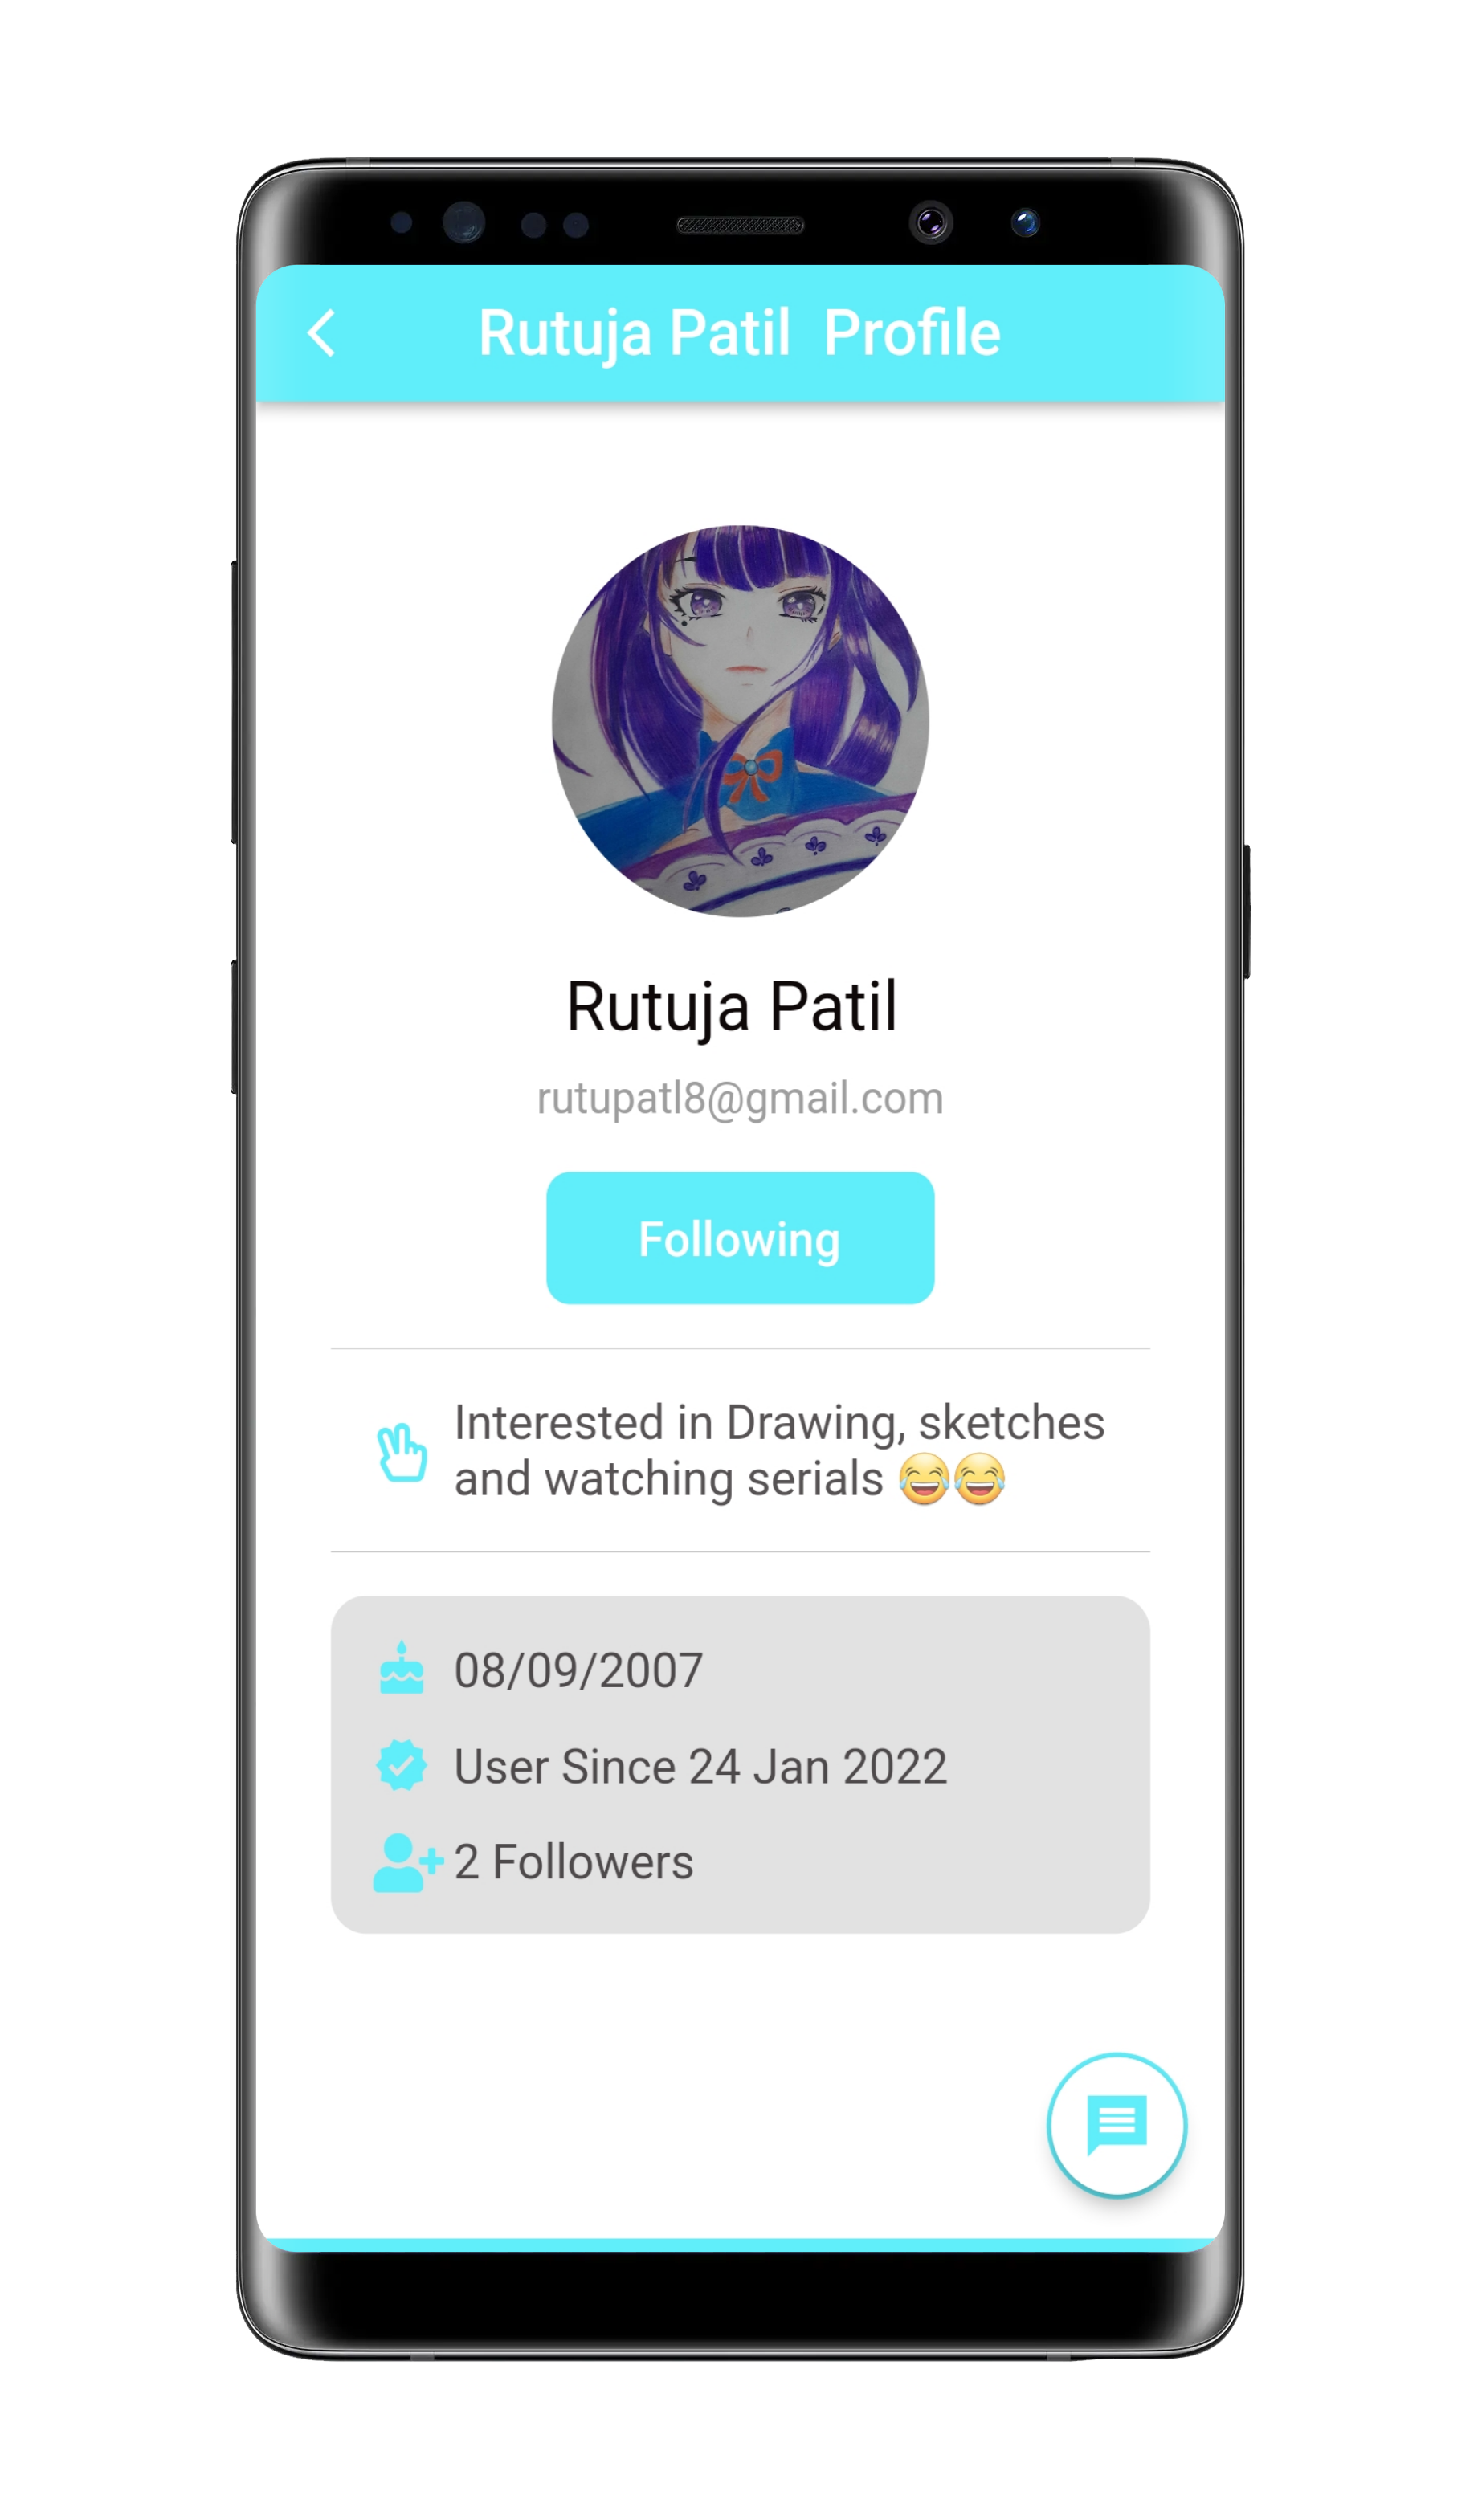 Rutuja Patil  Profile
Rutuja Patil
rutupatl8@gmail.com
Following
Interested in Drawing, sketches
and watching serials 😂😂
08/09/2007
User Since 24 Jan 2022
2 Followers